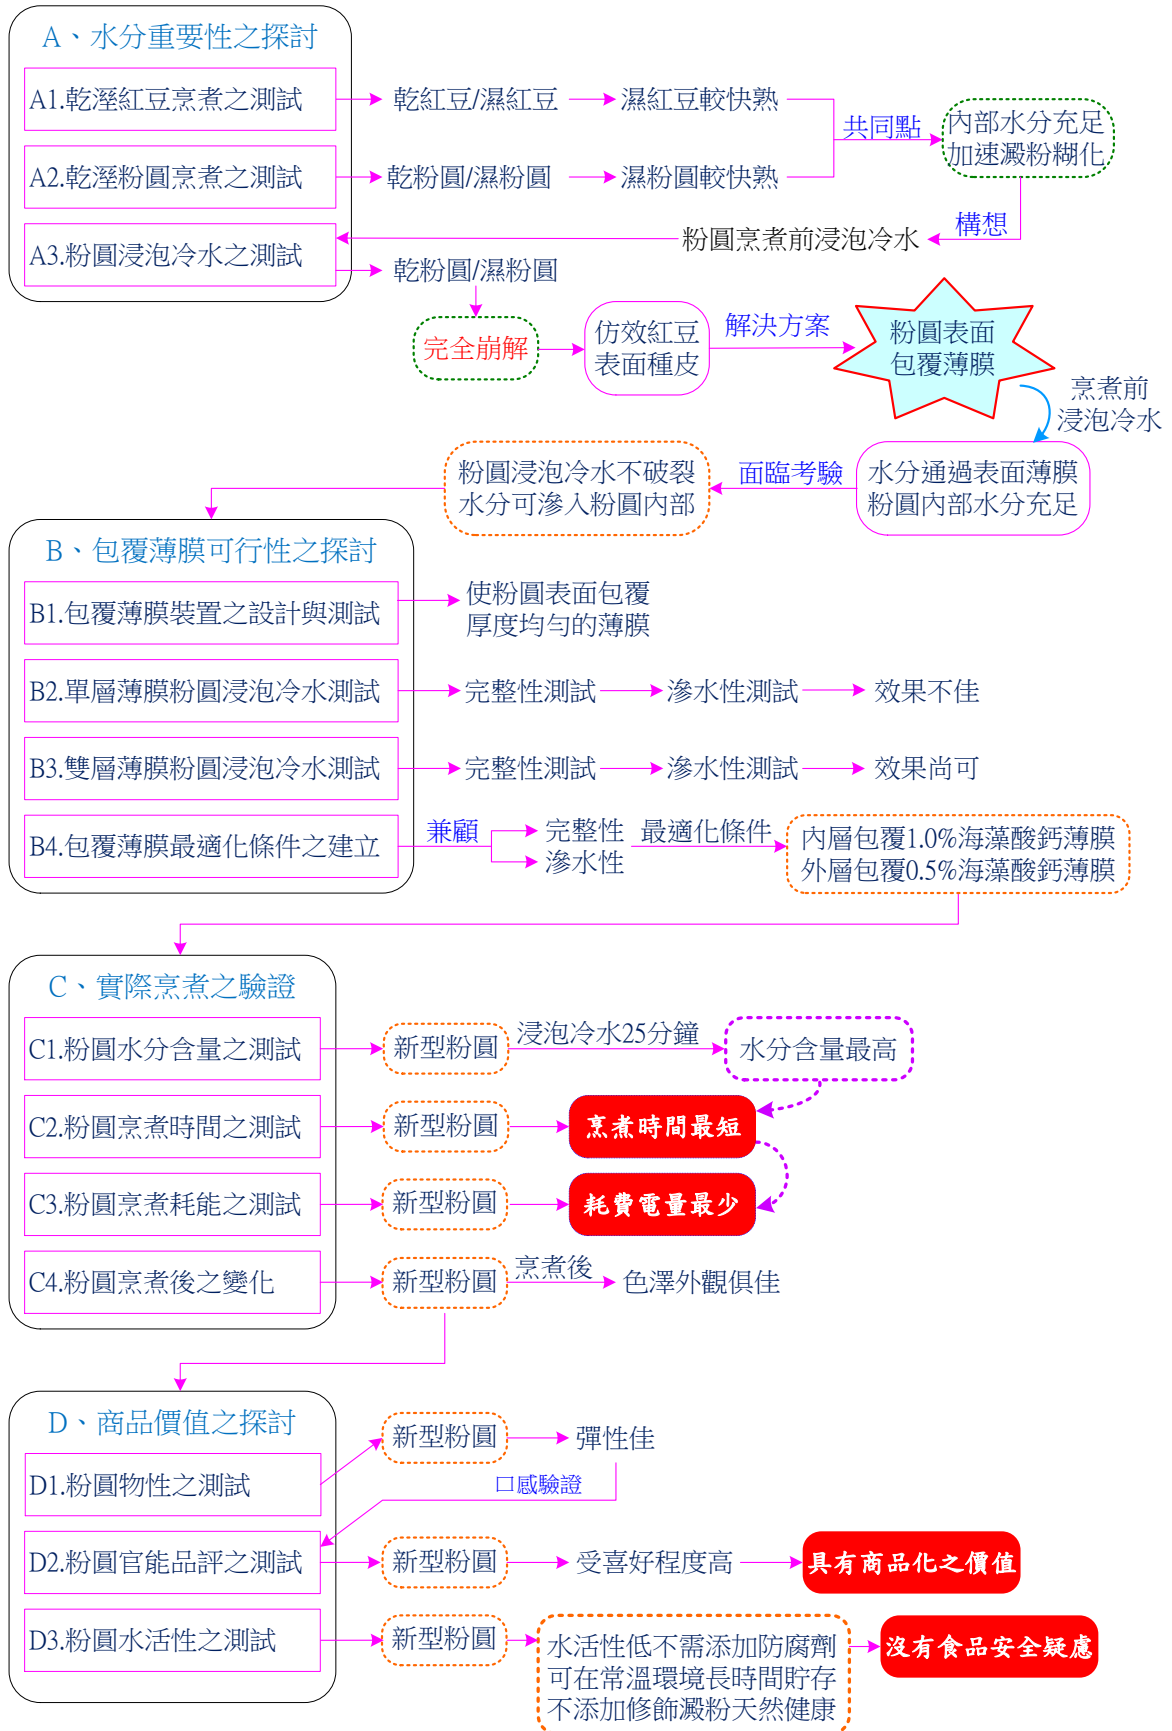 A、水分重要性之探討
A1.乾溼紅豆烹煮之測試
乾紅豆/濕紅豆
濕紅豆較快熟
共同點
內部水分充足
加速澱粉糊化
A2.乾溼粉圓烹煮之測試
乾粉圓/濕粉圓
濕粉圓較快熟
構想
粉圓烹煮前浸泡冷水
A3.粉圓浸泡冷水之測試
乾粉圓/濕粉圓
完全崩解
仿效紅豆
表面種皮
解決方案
粉圓表面
包覆薄膜
烹煮前
浸泡冷水
水分通過表面薄膜
粉圓內部水分充足
面臨考驗
粉圓浸泡冷水不破裂
水分可滲入粉圓內部
B、包覆薄膜可行性之探討
B1.包覆薄膜裝置之設計與測試
使粉圓表面包覆
厚度均勻的薄膜
B2.單層薄膜粉圓浸泡冷水測試
完整性測試
滲水性測試
效果不佳
B3.雙層薄膜粉圓浸泡冷水測試
完整性測試
滲水性測試
效果尚可
B4.包覆薄膜最適化條件之建立
兼顧
完整性
滲水性
最適化條件
內層包覆1.0%海藻酸鈣薄膜
外層包覆0.5%海藻酸鈣薄膜
C、實際烹煮之驗證
C1.粉圓水分含量之測試
新型粉圓
浸泡冷水25分鐘
水分含量最高
C2.粉圓烹煮時間之測試
新型粉圓
烹煮時間最短
C3.粉圓烹煮耗能之測試
新型粉圓
耗費電量最少
C4.粉圓烹煮後之變化
新型粉圓
烹煮後
色澤外觀俱佳
D、商品價值之探討
D1.粉圓物性之測試
新型粉圓
彈性佳
口感驗證
D2.粉圓官能品評之測試
新型粉圓
受喜好程度高
具有商品化之價值
D3.粉圓水活性之測試
新型粉圓
水活性低不需添加防腐劑
可在常溫環境長時間貯存
不添加修飾澱粉天然健康
沒有食品安全疑慮